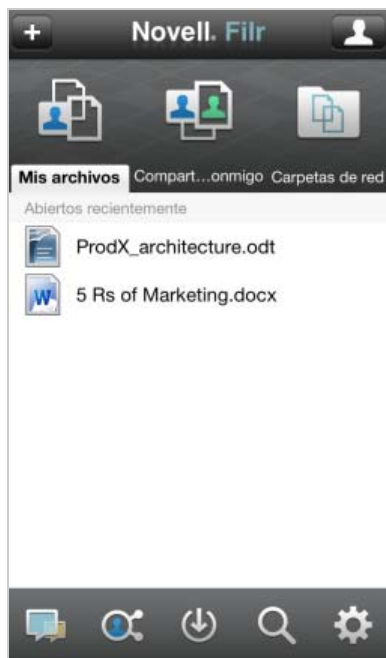 Novell. Filr
Mis archivos Compart...onmigo Carpetas de red
Abiertos recientemente
ProdX_architecture.odt
5 Rs of Marketing.docx